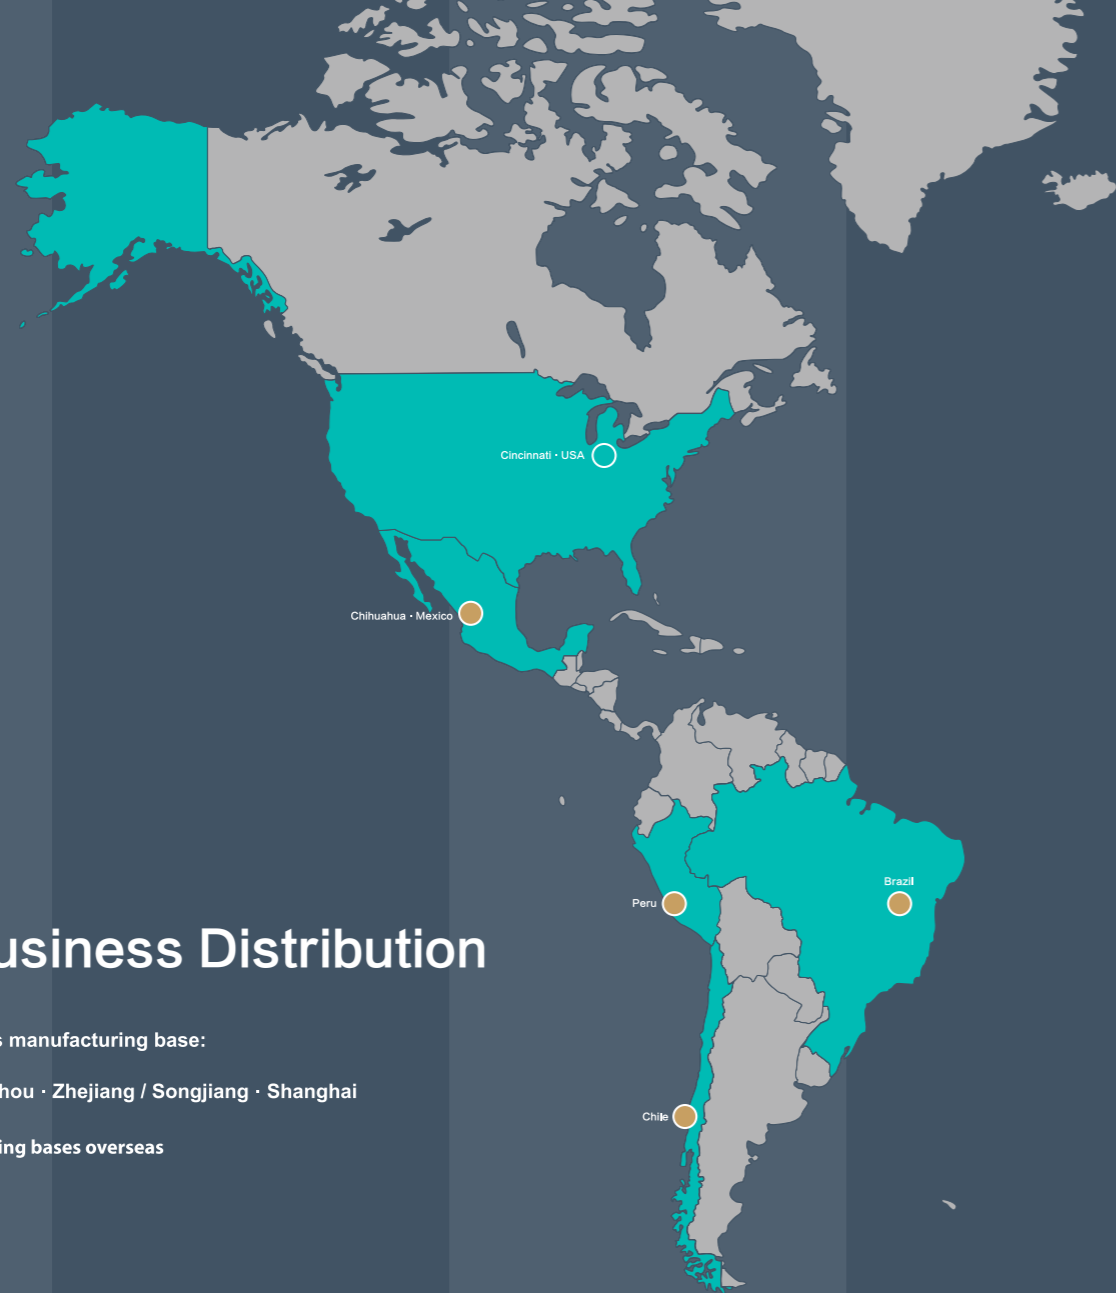 Cincinnati · USA
Chihuahua · Mexico
Brazil
Peru
usiness Distribution
s manufacturing base:
hou · Zhejiang / Songjiang · Shanghai
Chile
ing bases overseas